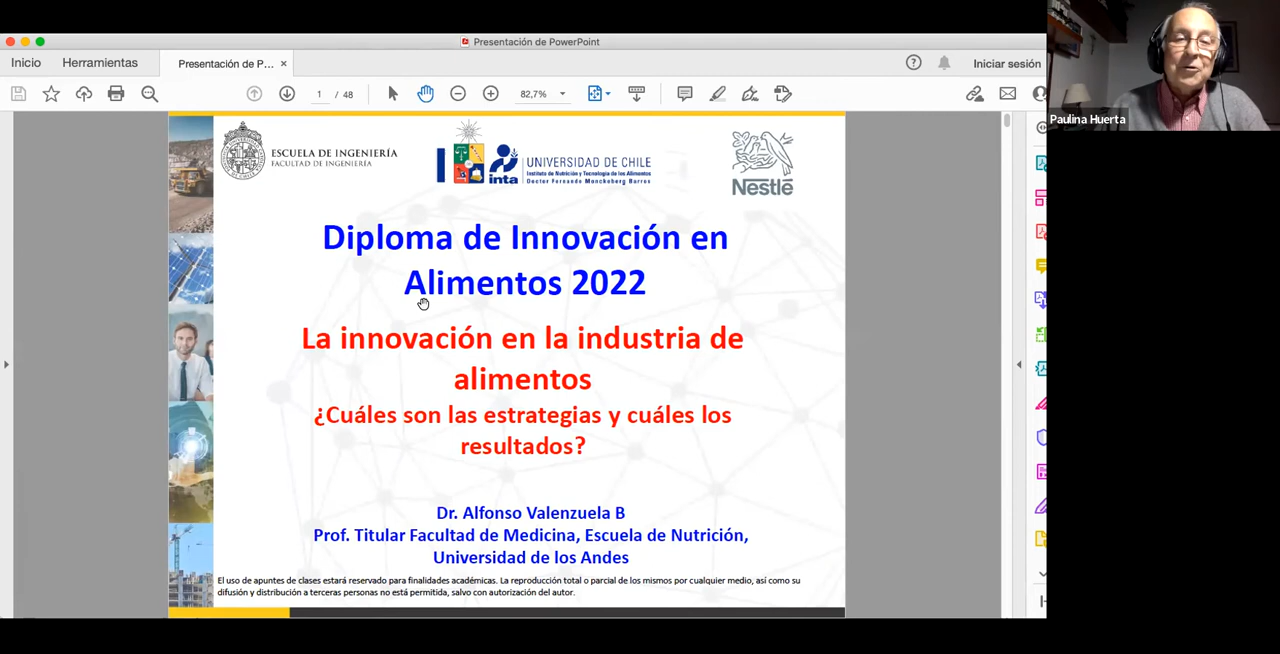 Presentación de PowerPoint
Inicio
Herramientas
Presentación de P...
Iniciar sesión
1 / 48
82,7%
Paulina Huerta
ESCUELA DE INGENIERÍA
FACULTAD DE INGENIERÍA
inta
UNIVERSIDAD DE CHILE
Instituto de Nutrición y Tecnología de los Alimentos
Doctor Fernando Monckeberg Barros
Nestlé
Diploma de Innovación en
Alimentos 2022
La innovación en la industria de
alimentos
¿Cuáles son las estrategias y cuáles los
resultados?
Dr. Alfonso Valenzuela B
Prof. Titular Facultad de Medicina, Escuela de Nutrición,
Universidad de los Andes
El uso de apuntes de clases estará reservado para finalidades académicas. La reproducción total o parcial de los mismos por cualquier medio, así como su
difusión y distribución a terceras personas no está permitida, salvo con autorización del autor.